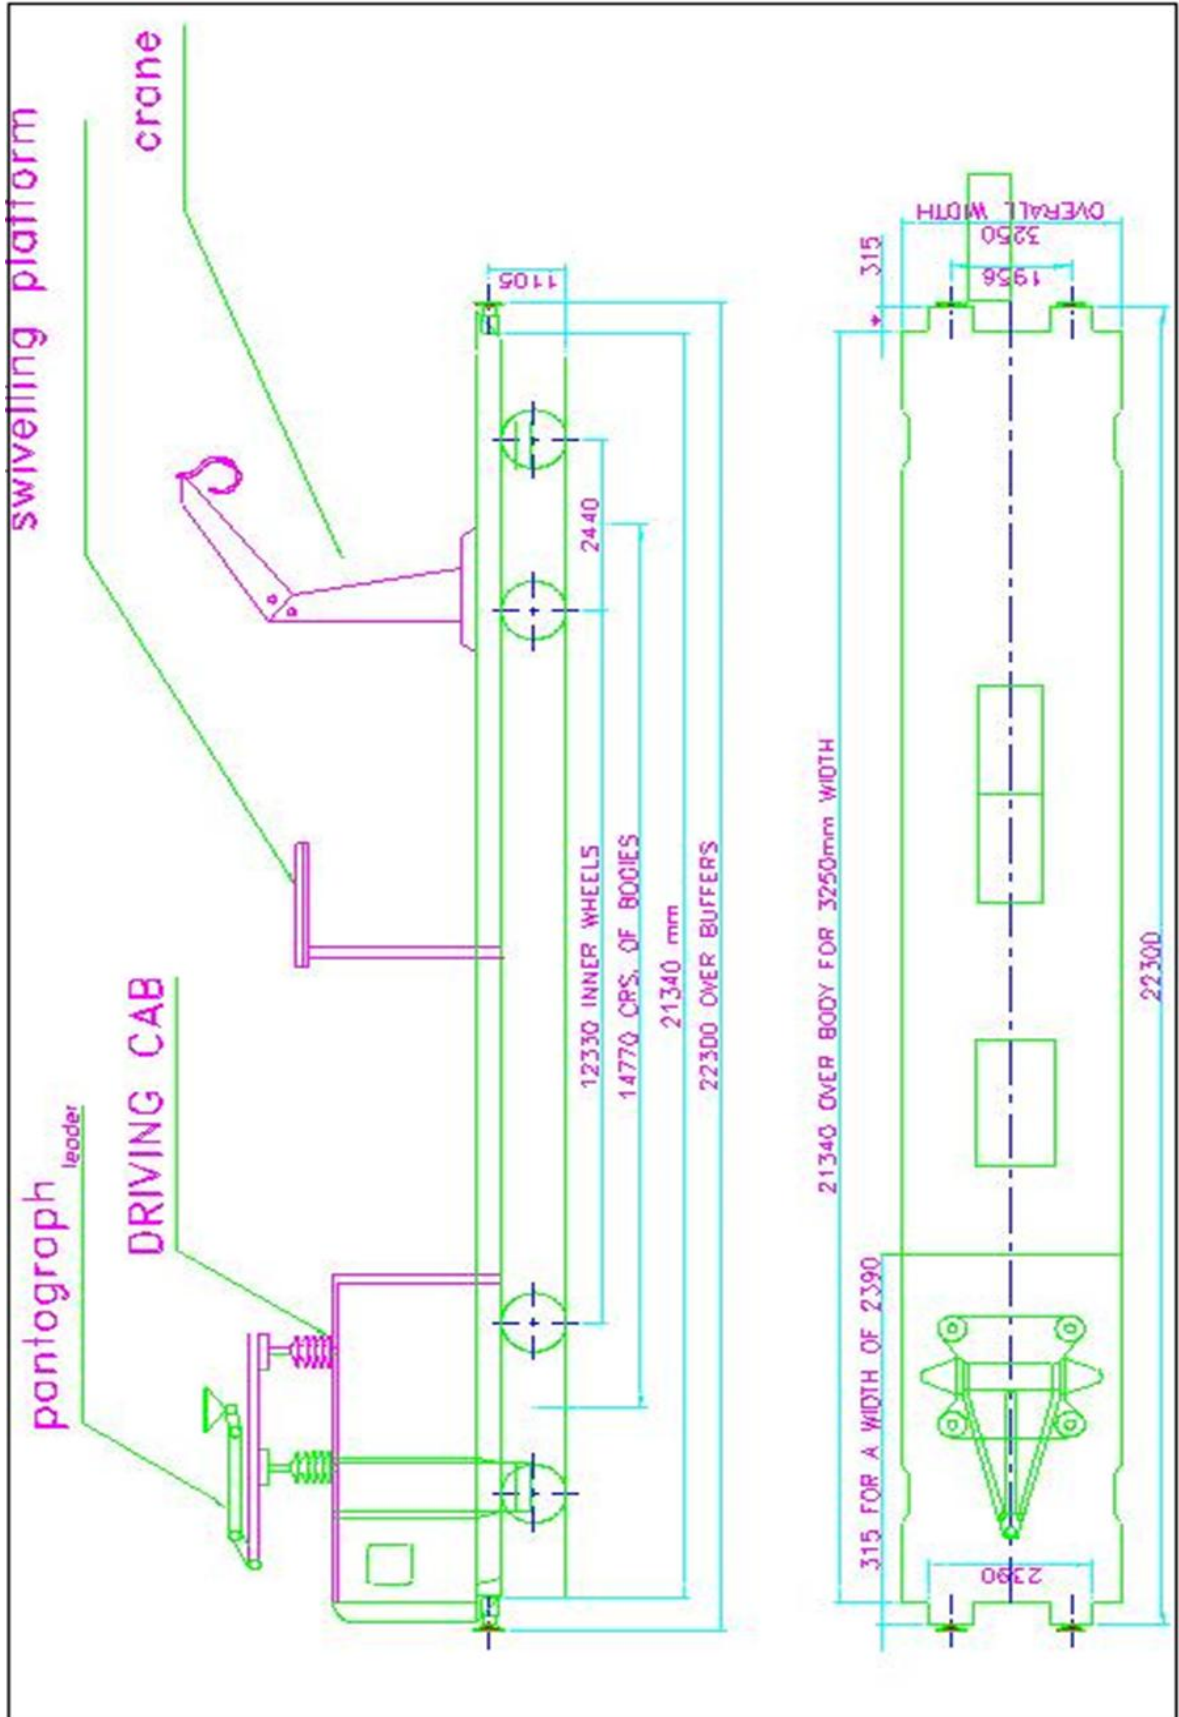 swivelling platform
crane
pantograph
leader
DRIVING CAB
1105
2440
12330 INNER WHEELS
14770 CRS. OF BOGIES
21340 mm
22300 OVER BUFFERS
OVERALL WIDTH
3250
1956
315
*
21340 OVER BODY FOR 3250mm WIDTH
22300
315 FOR A WIDTH OF 2390
2390